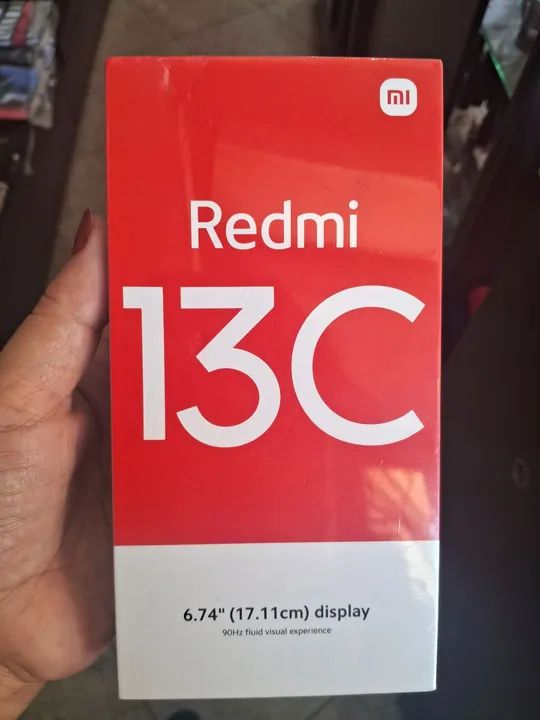 mi
Redmi
13C
6.74" (17.11cm) display
90Hz fluid visual experience